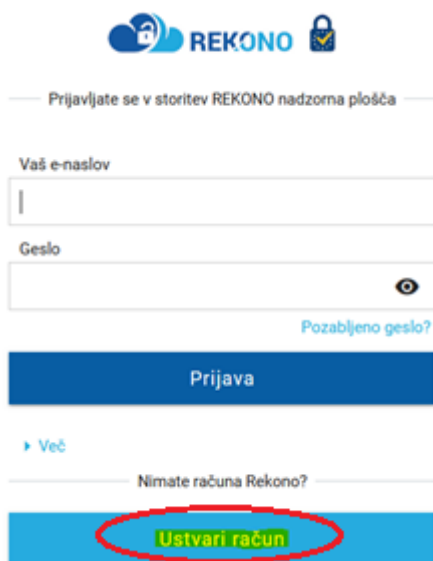 REKONO
Prijavljate se v storitev REKONO nadzorna plošča
Vaš e-naslov
Geslo
Pozabljeno geslo?
Prijava
Več
Nimate računa Rekono?
Ustvari račun